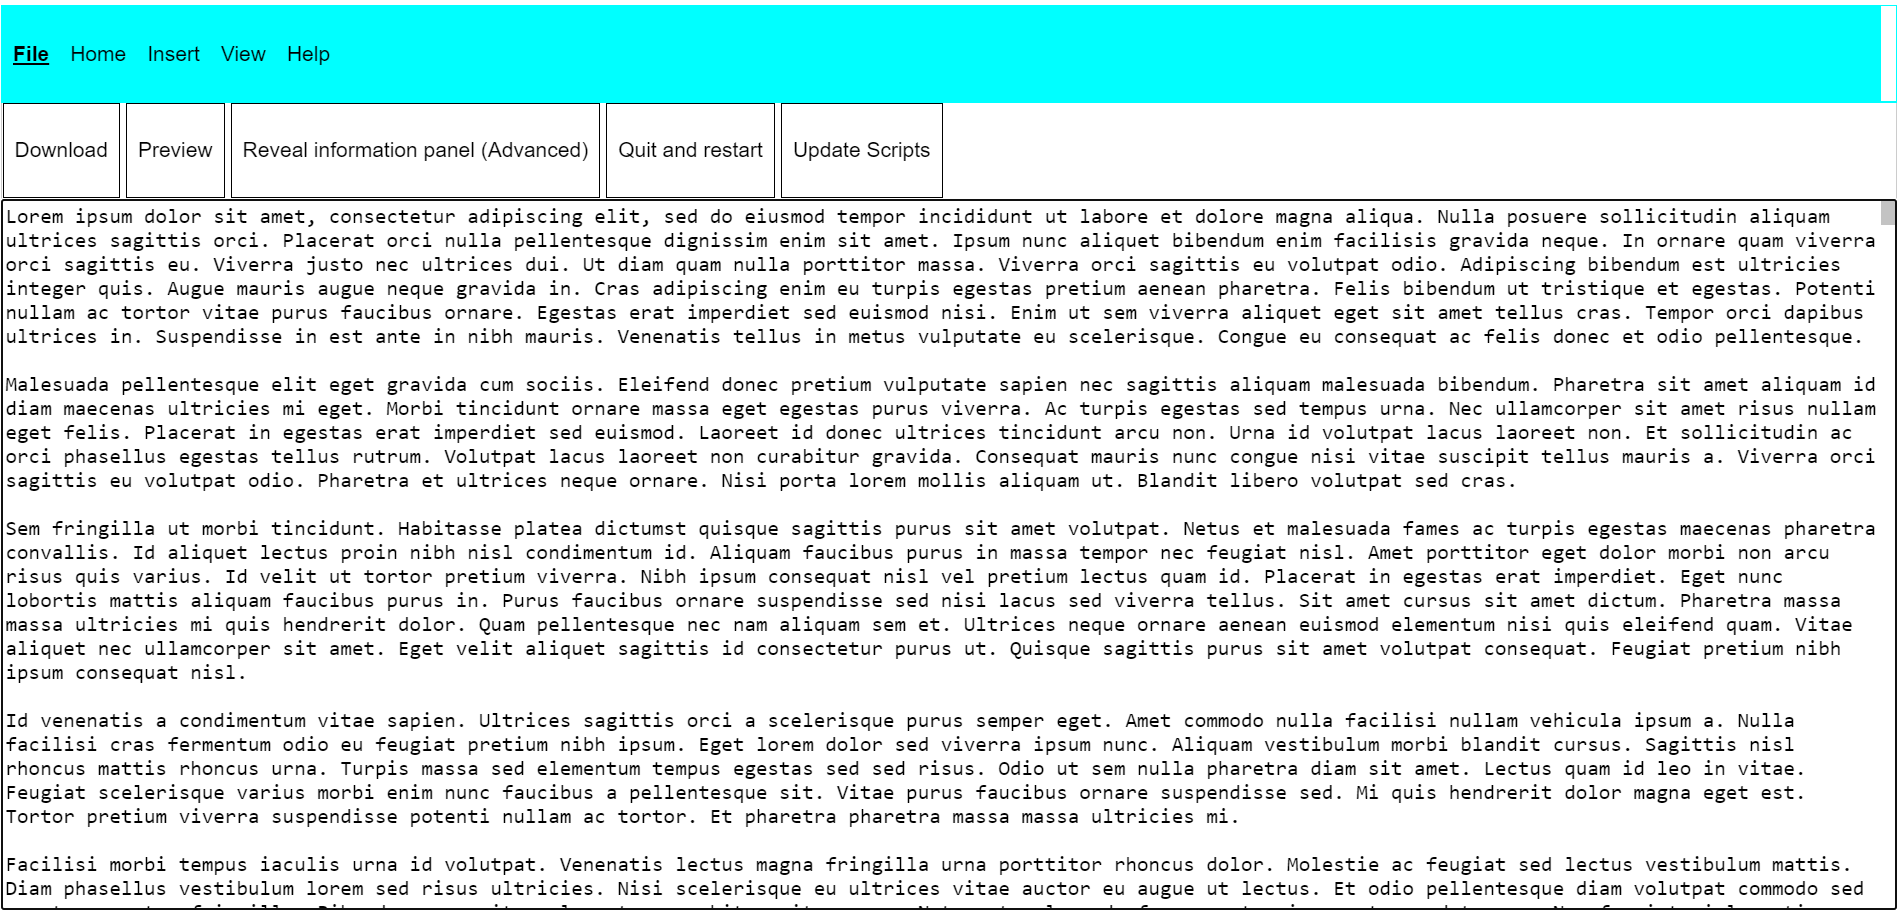 File Home Insert View Help
Download Preview Reveal information panel (Advanced) Quit and restart Update Scripts
Lorem ipsum dolor sit amet, consectetur adipiscing elit, sed do eiusmod tempor incididunt ut labore et dolore magna aliqua. Nulla posuere sollicitudin aliquam
ultrices sagittis orci. Placerat orci nulla pellentesque dignissim enim sit amet. Ipsum nunc aliquet bibendum enim facilisis gravida neque. In ornare quam viverra
orci sagittis eu. Viverra justo nec ultrices dui. Ut diam quam nulla porttitor massa. Viverra orci sagittis eu volutpat odio. Adipiscing bibendum est ultricies
integer quis. Augue mauris augue neque gravida in. Cras adipiscing enim eu turpis egestas pretium aenean pharetra. Felis bibendum ut tristique et egestas. Potenti
nullam ac tortor vitae purus faucibus ornare. Egestas erat imperdiet sed euismod nisi. Enim ut sem viverra aliquet eget sit amet tellus cras. Tempor orci dapibus
ultrices in. Suspendisse in est ante in nibh mauris. Venenatis tellus in metus vulputate eu scelerisque. Congue eu consequat ac felis donec et odio pellentesque.
Malesuada pellentesque elit eget gravida cum sociis. Eleifend donec pretium vulputate sapien nec sagittis aliquam malesuada bibendum. Pharetra sit amet aliquam id
diam maecenas ultricies mi eget. Morbi tincidunt ornare massa eget egestas purus viverra. Ac turpis egestas sed tempus urna. Nec ullamcorper sit amet risus nullam
eget felis. Placerat in egestas erat imperdiet sed euismod. Laoreet id donec ultrices tincidunt arcu non. Urna id volutpat lacus laoreet non. Et sollicitudin ac
orci phasellus egestas tellus rutrum. Volutpat lacus laoreet non curabitur gravida. Consequat mauris nunc congue nisi vitae suscipit tellus mauris a. Viverra orci
sagittis eu volutpat odio. Pharetra et ultrices neque ornare. Nisi porta lorem mollis aliquam ut. Blandit libero volutpat sed cras.
Sem fringilla ut morbi tincidunt. Habitasse platea dictumst quisque sagittis purus sit amet volutpat. Netus et malesuada fames ac turpis egestas maecenas pharetra
convallis. Id aliquet lectus proin nibh nisl condimentum id. Aliquam faucibus purus in massa tempor nec feugiat nisl. Amet porttitor eget dolor morbi non arcu
risus quis varius. Id velit ut tortor pretium viverra. Nibh ipsum consequat nisl vel pretium lectus quam id. Placerat in egestas erat imperdiet. Eget nunc
lobortis mattis aliquam faucibus purus in. Purus faucibus ornare suspendisse sed nisi lacus sed viverra tellus. Sit amet cursus sit amet dictum. Pharetra massa
massa ultricies mi quis hendrerit dolor. Quam pellentesque nec nam aliquam sem et. Ultrices neque ornare aenean euismod elementum nisi quis eleifend quam. Vitae
aliquet nec ullamcorper sit amet. Eget velit aliquet sagittis id consectetur purus ut. Quisque sagittis purus sit amet volutpat consequat. Feugiat pretium nibh
ipsum consequat nisl.
Id venenatis a condimentum vitae sapien. Ultrices sagittis orci a scelerisque purus semper eget. Amet commodo nulla facilisi nullam vehicula ipsum a. Nulla
facilisi cras fermentum odio eu feugiat pretium nibh ipsum. Eget lorem dolor sed viverra ipsum nunc. Aliquam vestibulum morbi blandit cursus. Sagittis nisl
rhoncus mattis rhoncus urna. Turpis massa sed elementum tempus egestas sed sed risus. Odio ut sem nulla pharetra diam sit amet. Lectus quam id leo in vitae.
Feugiat scelerisque varius morbi enim nunc faucibus a pellentesque sit. Vitae purus faucibus ornare suspendisse sed. Mi quis hendrerit dolor magna eget est.
Tortor pretium viverra suspendisse potenti nullam ac tortor. Et pharetra pharetra massa massa ultricies mi.
Facilisi morbi tempus iaculis urna id volutpat. Venenatis lectus magna fringilla urna porttitor rhoncus dolor. Molestie ac feugiat sed lectus vestibulum mattis.
Diam phasellus vestibulum lorem sed risus ultricies. Nisi scelerisque eu ultrices vitae auctor eu augue ut lectus. Et odio pellentesque diam volutpat commodo sed